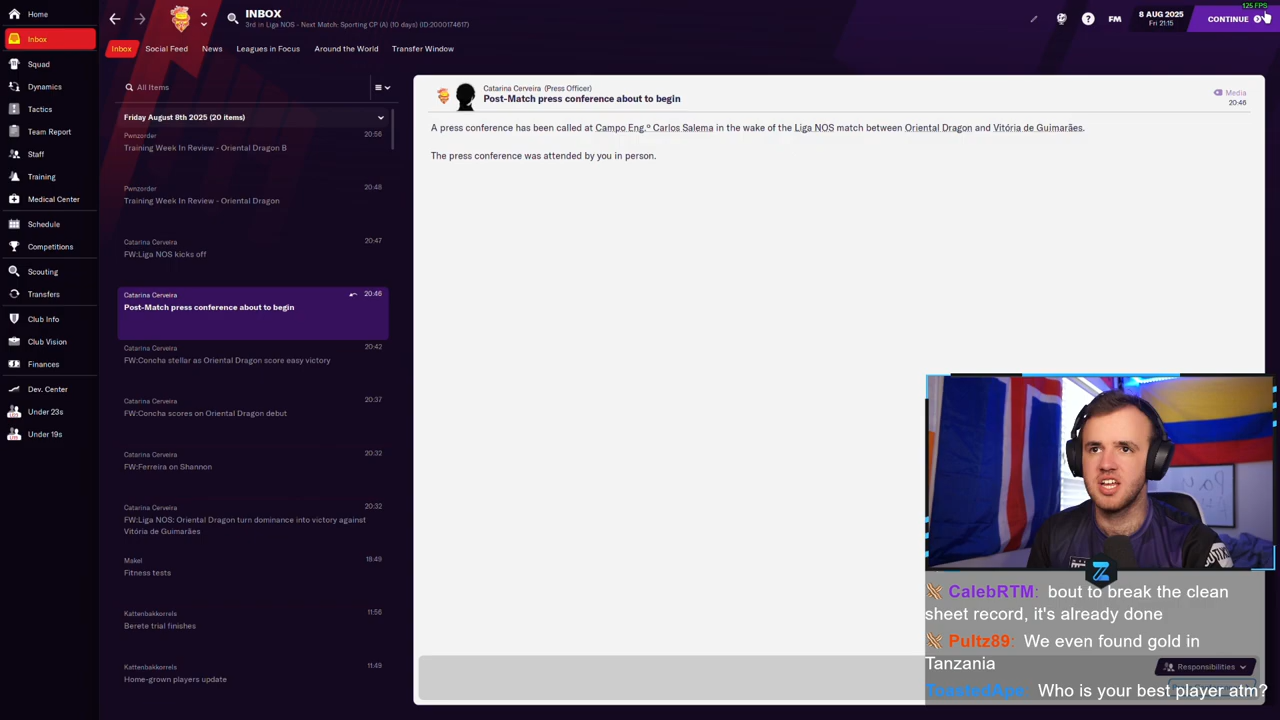 125 FPS
Home
INBOX
3rd in Liga NOS - Next Match: Sporting CP (A) (10 days) (ID:2000174617)
FM
8 AUG 2025
Fri 21:15
CONTINUE
Inbox
Inbox
Social Feed
News
Leagues in Focus
Around the World
Transfer Window
Squad
Dynamics
Tactics
Team Report
Staff
Training
Medical Center
Schedule
Competitions
Scouting
Transfers
Club Info
Club Vision
Finances
Dev. Center
Under 23s
Under 19s
All Items
Friday August 8th 2025 (20 items)
Pwnzorder
20:56
Training Week In Review - Oriental Dragon B
Pwnzorder
20:48
Training Week In Review - Oriental Dragon
Catarina Cerveira
20:47
FW:Liga NOS kicks off
Catarina Cerveira
20:46
Post-Match press conference about to begin
Catarina Cerveira
20:42
FW:Concha stellar as Oriental Dragon score easy victory
Catarina Cerveira
20:37
FW:Concha scores on Oriental Dragon debut
Catarina Cerveira
20:32
FW:Ferreira on Shannon
Catarina Cerveira
20:32
FW:Liga NOS: Oriental Dragon turn dominance into victory against
Vitória de Guimarães
Makel
18:49
Fitness tests
Kattenbakkorrels
11:56
Berete trial finishes
Kattenbakkorrels
11:49
Home-grown players update
Catarina Cerveira (Press Officer)
Post-Match press conference about to begin
Media
20:46
A press conference has been called at Campo Eng.º Carlos Salema in the wake of the Liga NOS match between Oriental Dragon and Vitória de Guimarães.
The press conference was attended by you in person.
CalebRTM: bout to break the clean
sheet record, it's already done
Pultz89: We even found gold in
Tanzania
ToastedApe: Who is your best player atm?
Responsibilities